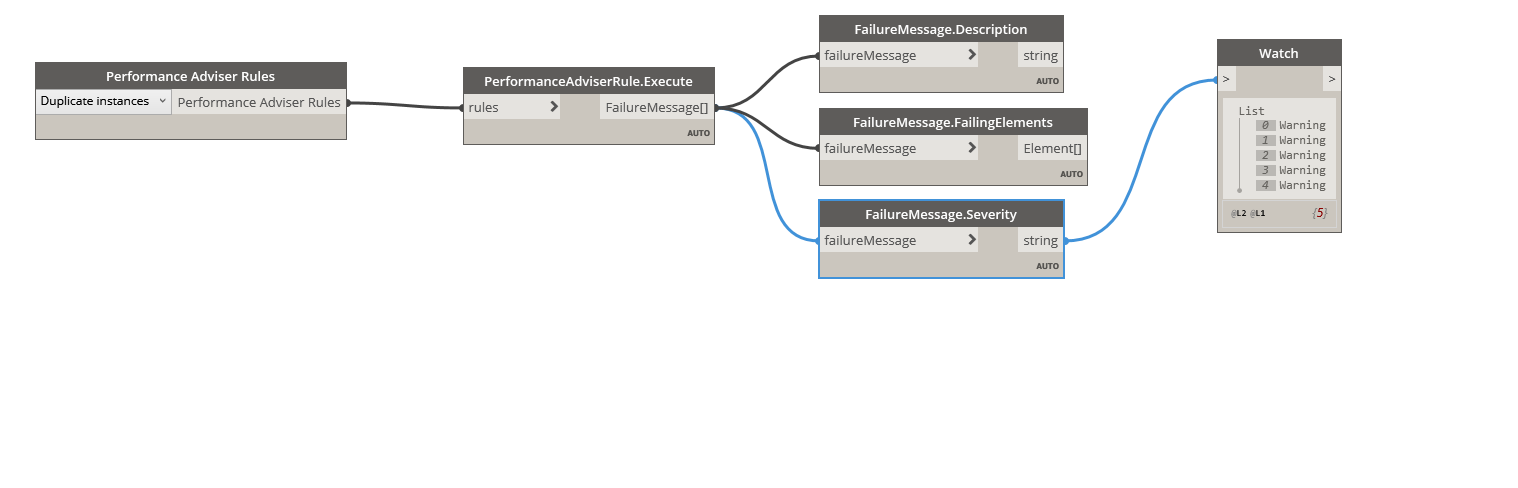 Performance Adviser Rules
Duplicate instances
Performance Adviser Rules
PerformanceAdviserRule.Execute
rules >
FailureMessage[]
AUTO
FailureMessage.Description
failureMessage >
string
AUTO
FailureMessage.FailingElements
failureMessage >
Element[]
AUTO
FailureMessage.Severity
failureMessage >
string
AUTO
Watch
> >
List
0 Warning
1 Warning
2 Warning
3 Warning
4 Warning
@L2 @L1 {5}